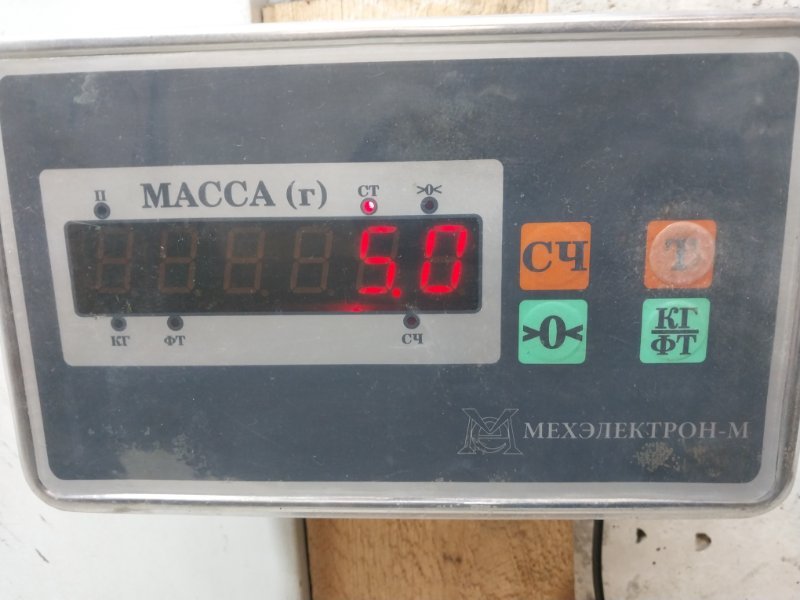 П МАССА (г) СТ >0<
5.0
КГ ФТ СЧ
СЧ Т
>0< КГ/ФТ
МЕХЭЛЕКТРОН-М